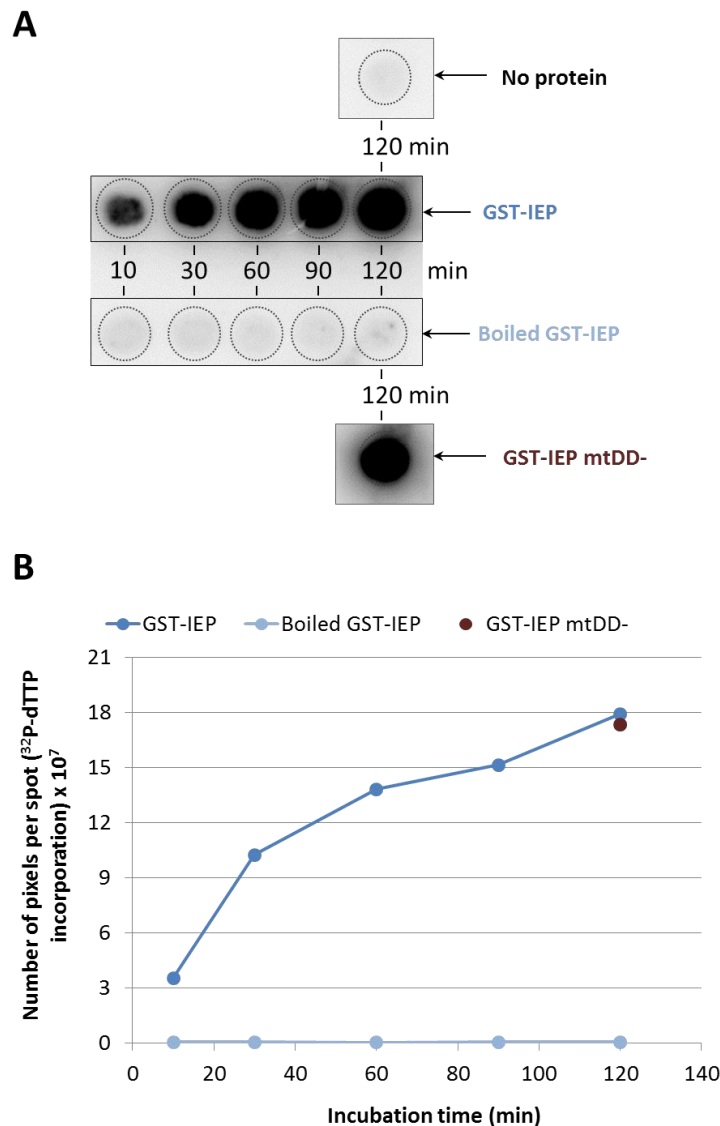 A
No protein
120 min
GST-IEP
10 30 60 90 120 min
Boiled GST-IEP
120 min
GST-IEP mtDD-
B
GST-IEP Boiled GST-IEP GST-IEP mtDD-
Number of pixels per spot (³²P-dTTP
incorporation) x 10⁷
21
18
15
12
9
6
3
0
0 20 40 60 80 100 120 140
Incubation time (min)